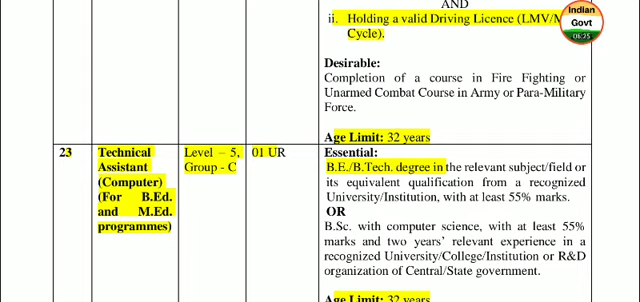 AND
ii. Holding a valid Driving Licence (LMV/M
Cycle).
Indian
Govt
06:25
Desirable:
Completion of a course in Fire Fighting or
Unarmed Combat Course in Army or Para-Military
Force.
Age Limit: 32 years
23
Technical
Assistant
(Computer)
(For B.Ed.
and M.Ed.
programmes)
Level – 5,
Group - C
01 UR
Essential:
B.E./B.Tech. degree in the relevant subject/field or
its equivalent qualification from a recognized
University/Institution, with at least 55% marks.
OR
B.Sc. with computer science, with at least 55%
marks and two years' relevant experience in a
recognized University/College/Institution or R&D
organization of Central/State government.
Age Limit: 32 years